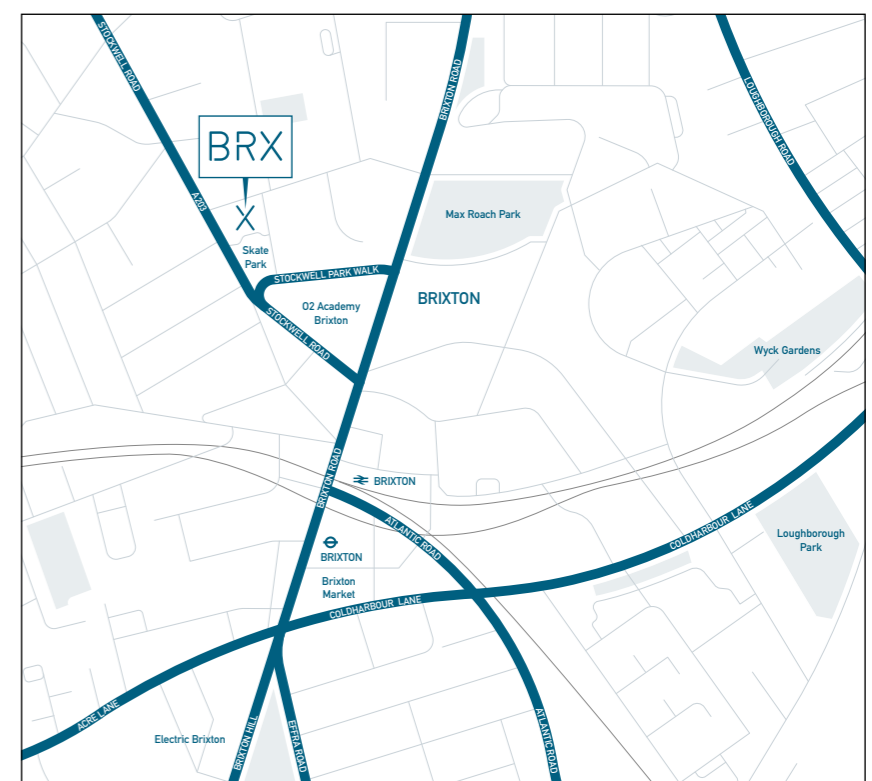 STOCKWELL ROAD
BRIXTON ROAD
LOUGHBOROUGH ROAD
BRX
A203
Max Roach Park
Skate
Park
STOCKWELL PARK WALK
O2 Academy
Brixton
BRIXTON
STOCKWELL ROAD
Wyck Gardens
BRIXTON ROAD
BRIXTON
ATLANTIC ROAD
COLDHARBOUR LANE
Loughborough
Park
BRIXTON
Brixton
Market
COLDHARBOUR LANE
ACRE LANE
Electric Brixton
BRIXTON HILL
EFFRA ROAD
ATLANTIC ROAD